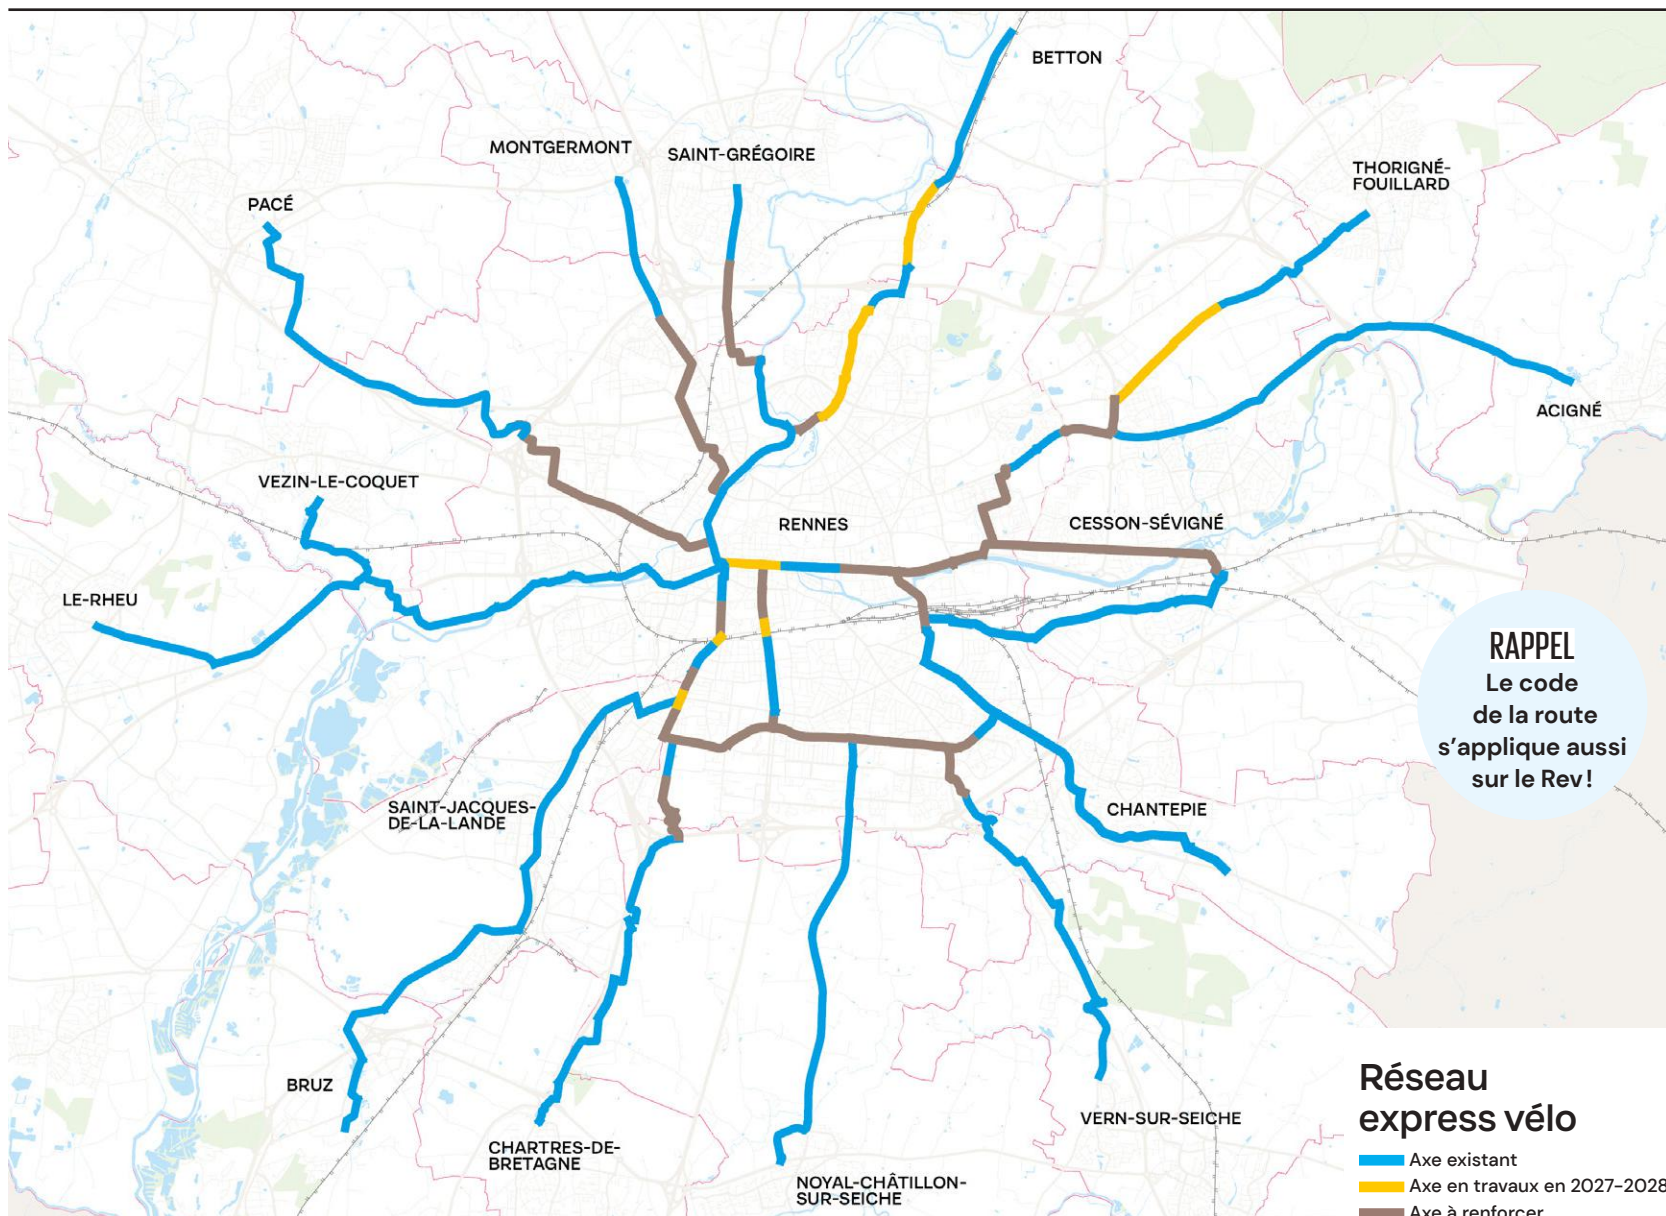 BETTON
MONTGERMONT
SAINT-GRÉGOIRE
THORIGNÉ-
FOUILLARD
PACÉ
ACIGNÉ
VEZIN-LE-COQUET
RENNES
CESSON-SÉVIGNÉ
LE-RHEU
RAPPEL
Le code
de la route
s'applique aussi
sur le Rev !
SAINT-JACQUES-
DE-LA-LANDE
CHANTEPIE
BRUZ
VERN-SUR-SEICHE
CHARTRES-DE-
BRETAGNE
NOYAL-CHÂTILLON-
SUR-SEICHE
Réseau
express vélo
Axe existant
Axe en travaux en 2027-2028
Axe à renforcer